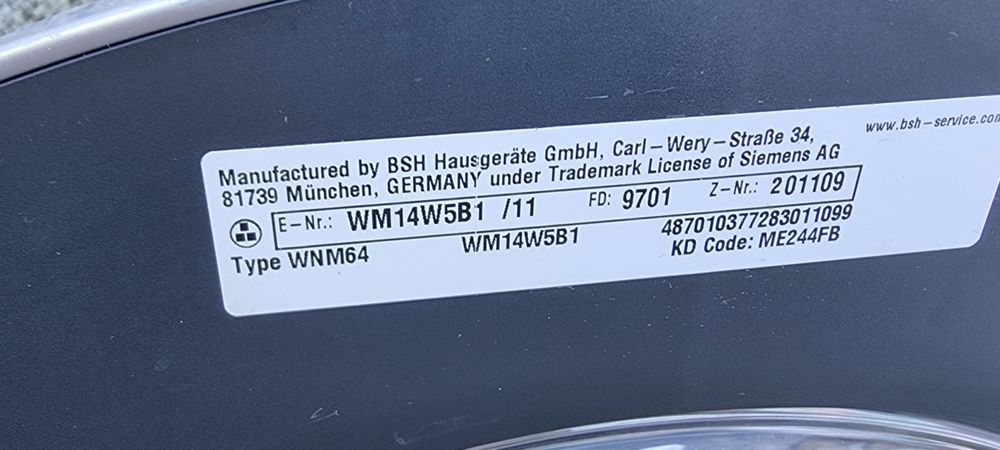 www.bsh-service.com
Manufactured by BSH Hausgeräte GmbH, Carl-Wery-Straße 34,
81739 München, GERMANY under Trademark License of Siemens AG
E-Nr.: WM14W5B1 /11 FD: 9701 Z-Nr.: 201109
Type WNM64 WM14W5B1 487010377283011099
KD Code: ME244FB